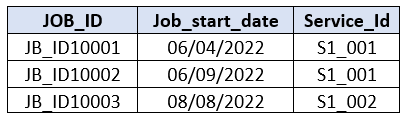 JOB_ID Job_start_date Service_Id
JB_ID10001 06/04/2022 S1_001
JB_ID10002 06/09/2022 S1_001
JB_ID10003 08/08/2022 S1_002